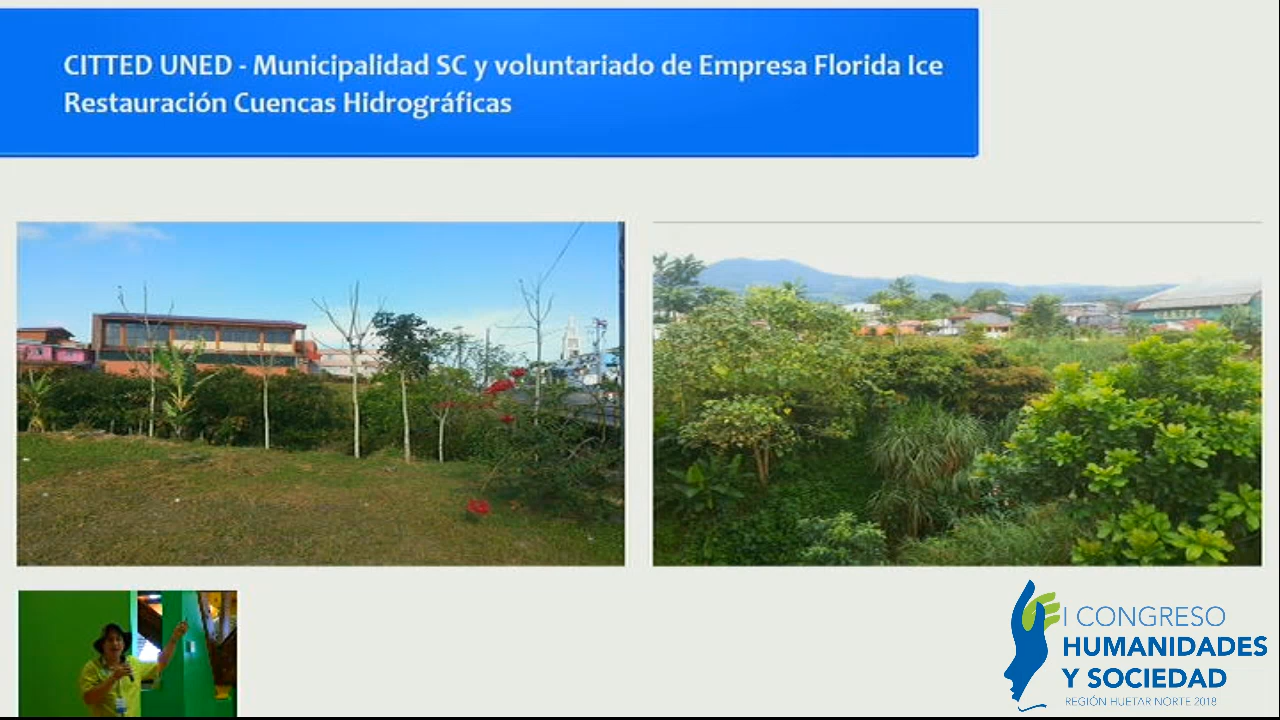 CITTED UNED - Municipalidad SC y voluntariado de Empresa Florida Ice
Restauración Cuencas Hidrográficas
I CONGRESO
HUMANIDADES
Y SOCIEDAD
REGIÓN HUETAR NORTE 2018